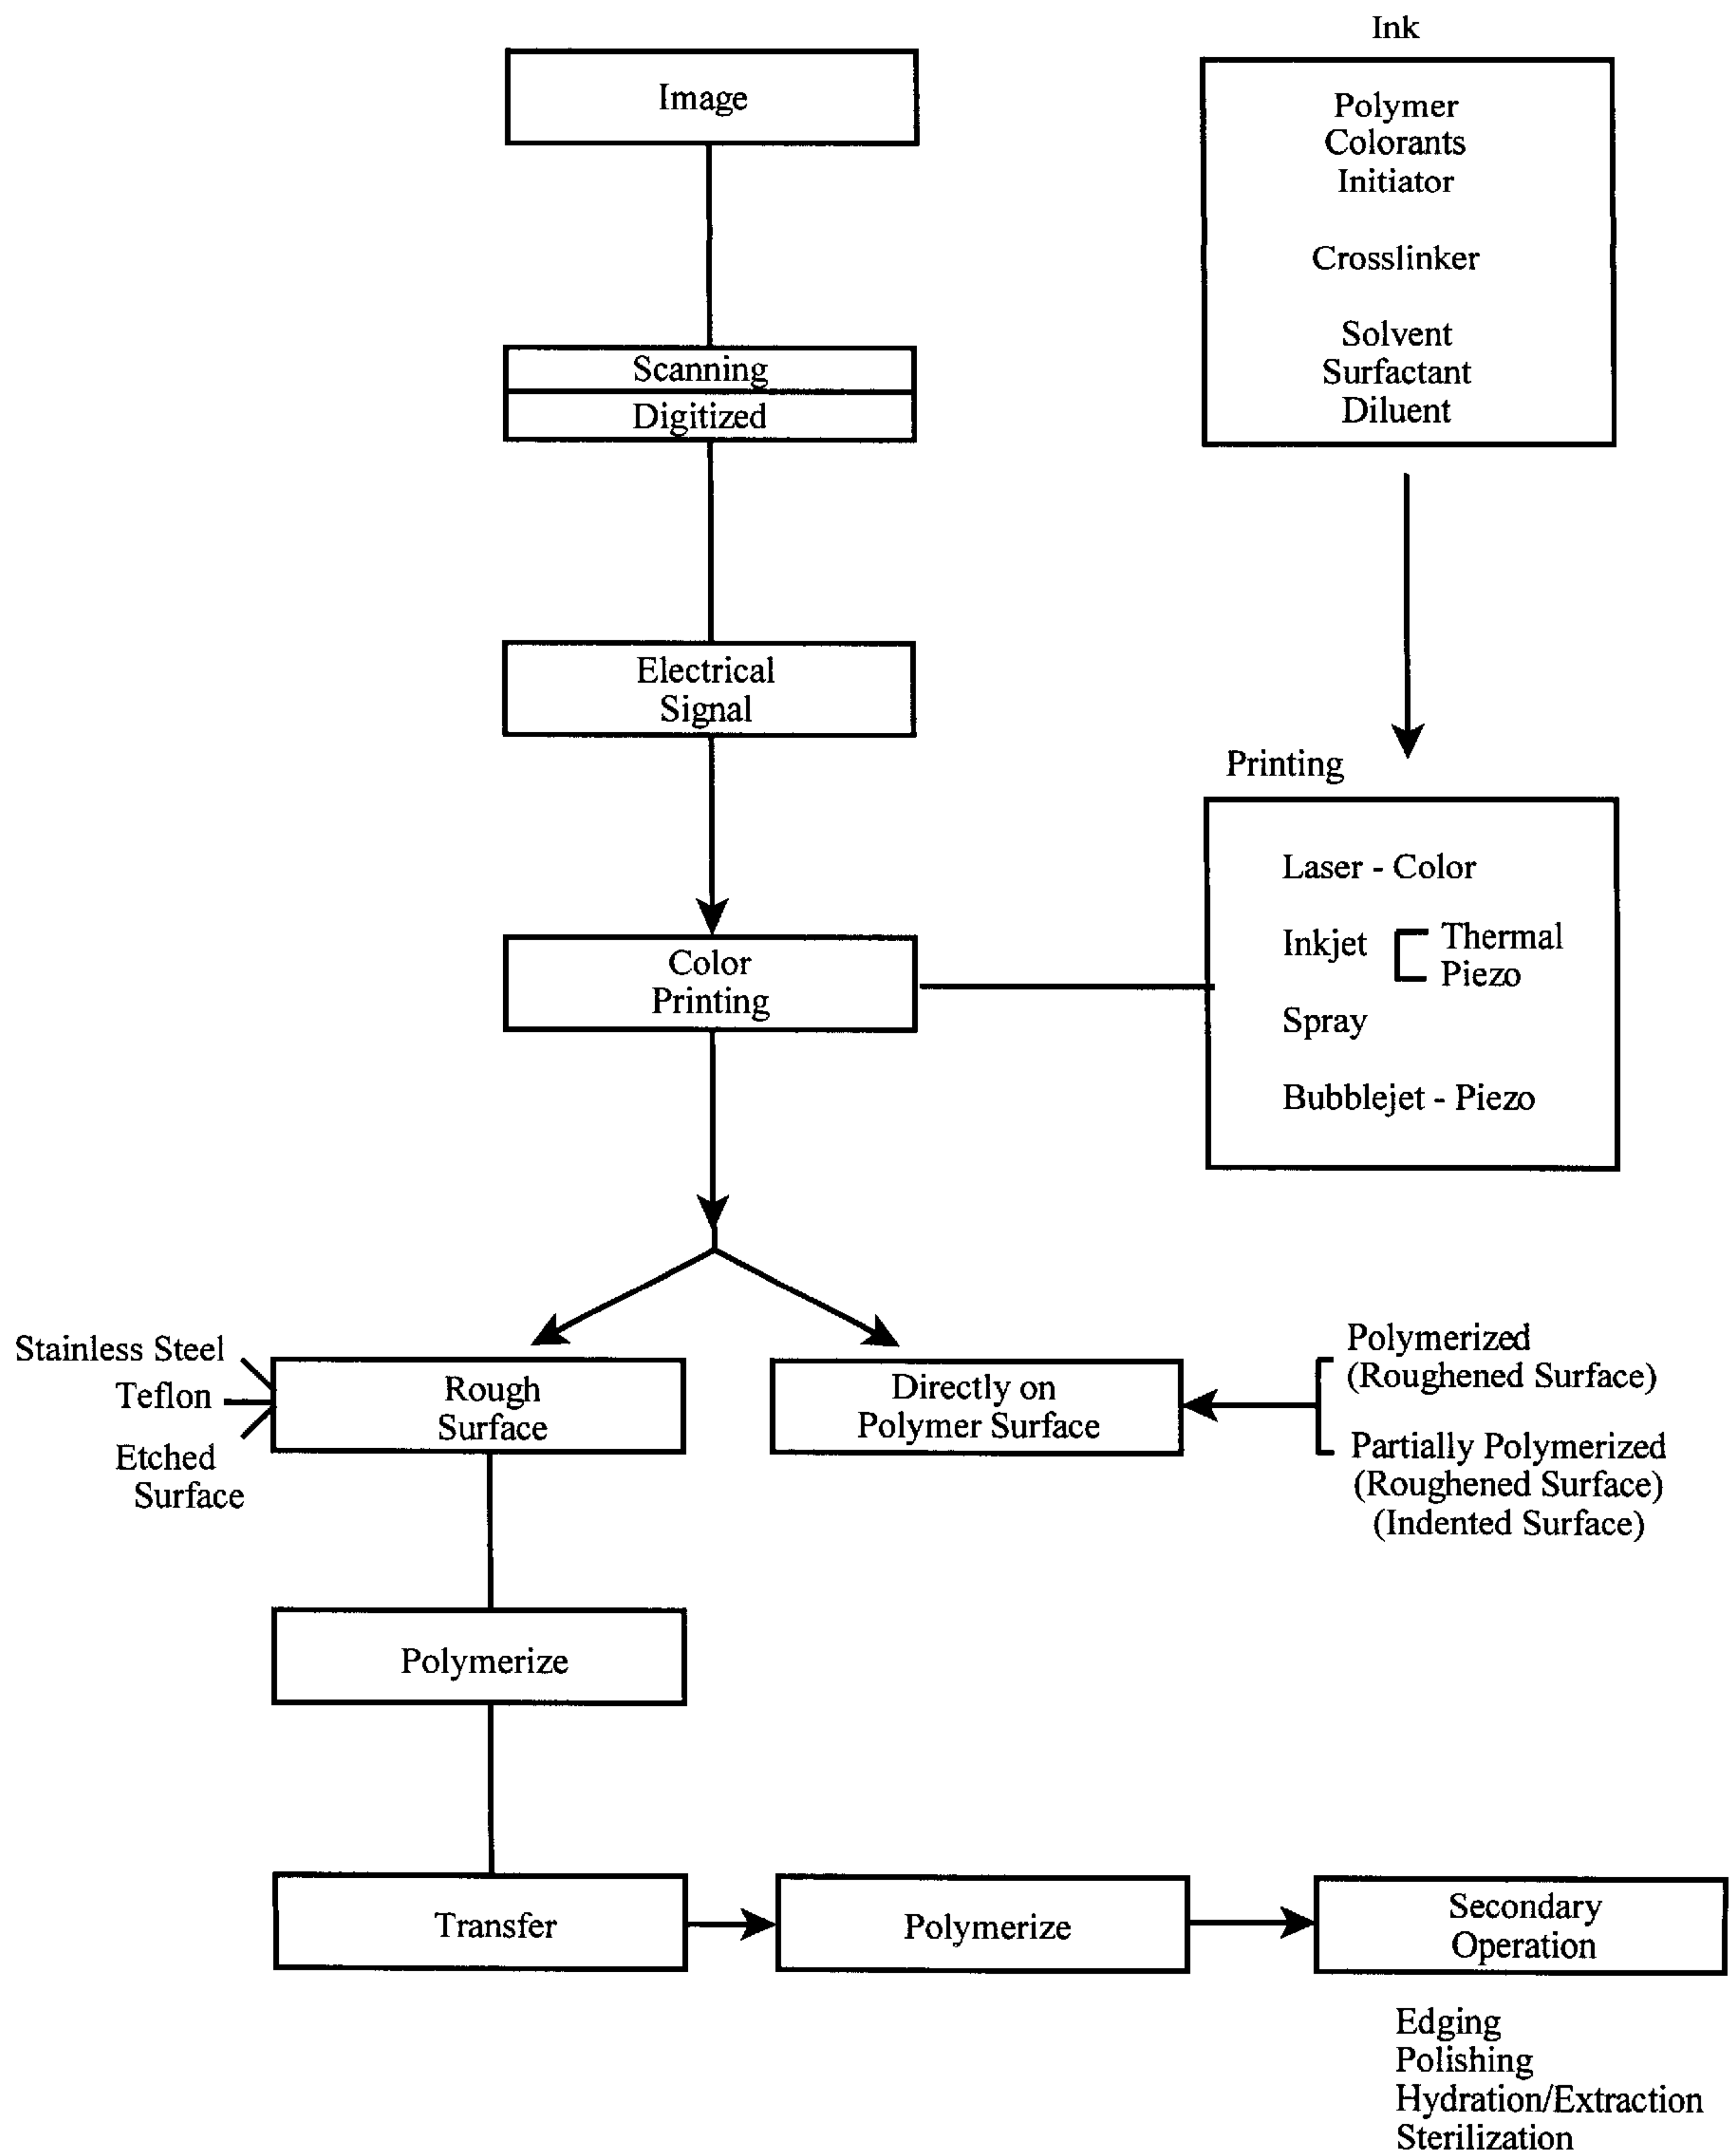 Ink
Image
Polymer
Colorants
Initiator
Crosslinker
Solvent
Surfactant
Diluent
Scanning
Digitized
Electrical
Signal
Printing
Laser - Color
Inkjet
Thermal
Piezo
Spray
Bubblejet - Piezo
Color
Printing
Stainless Steel
Teflon
Etched
Surface
Rough
Surface
Directly on
Polymer Surface
Polymerized
(Roughened Surface)
Partially Polymerized
(Roughened Surface)
(Indented Surface)
Polymerize
Transfer
Polymerize
Secondary
Operation
Edging
Polishing
Hydration/Extraction
Sterilization